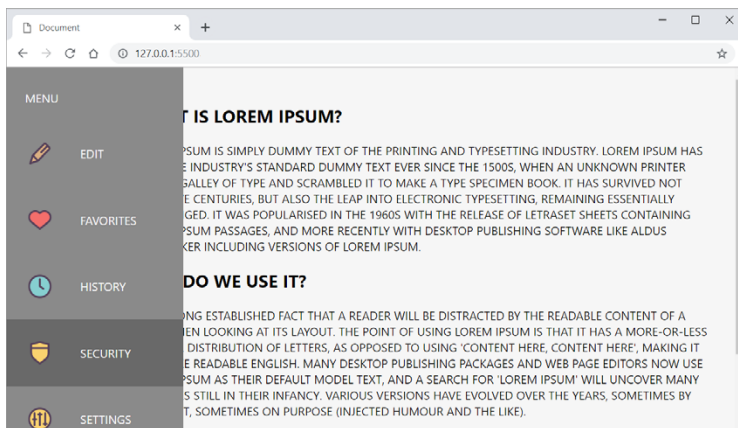 Document
127.0.0.1:5500
MENU
EDIT
FAVORITES
HISTORY
SECURITY
SETTINGS
IS LOREM IPSUM?
IS SIMPLY DUMMY TEXT OF THE PRINTING AND TYPESETTING INDUSTRY. LOREM IPSUM HAS
INDUSTRY'S STANDARD DUMMY TEXT EVER SINCE THE 1500S, WHEN AN UNKNOWN PRINTER
GALLEY OF TYPE AND SCRAMBLED IT TO MAKE A TYPE SPECIMEN BOOK. IT HAS SURVIVED NOT
CENTURIES, BUT ALSO THE LEAP INTO ELECTRONIC TYPESETTING, REMAINING ESSENTIALLY
IT WAS POPULARISED IN THE 1960S WITH THE RELEASE OF LETRASET SHEETS CONTAINING
PASSAGES, AND MORE RECENTLY WITH DESKTOP PUBLISHING SOFTWARE LIKE ALDUS
INCLUDING VERSIONS OF LOREM IPSUM.
DO WE USE IT?
ESTABLISHED FACT THAT A READER WILL BE DISTRACTED BY THE READABLE CONTENT OF A
LOOKING AT ITS LAYOUT. THE POINT OF USING LOREM IPSUM IS THAT IT HAS A MORE-OR-LESS
DISTRIBUTION OF LETTERS, AS OPPOSED TO USING 'CONTENT HERE, CONTENT HERE', MAKING IT
READABLE ENGLISH. MANY DESKTOP PUBLISHING PACKAGES AND WEB PAGE EDITORS NOW USE
AS THEIR DEFAULT MODEL TEXT, AND A SEARCH FOR 'LOREM IPSUM' WILL UNCOVER MANY
STILL IN THEIR INFANCY. VARIOUS VERSIONS HAVE EVOLVED OVER THE YEARS, SOMETIMES BY
SOMETIMES ON PURPOSE (INJECTED HUMOUR AND THE LIKE).